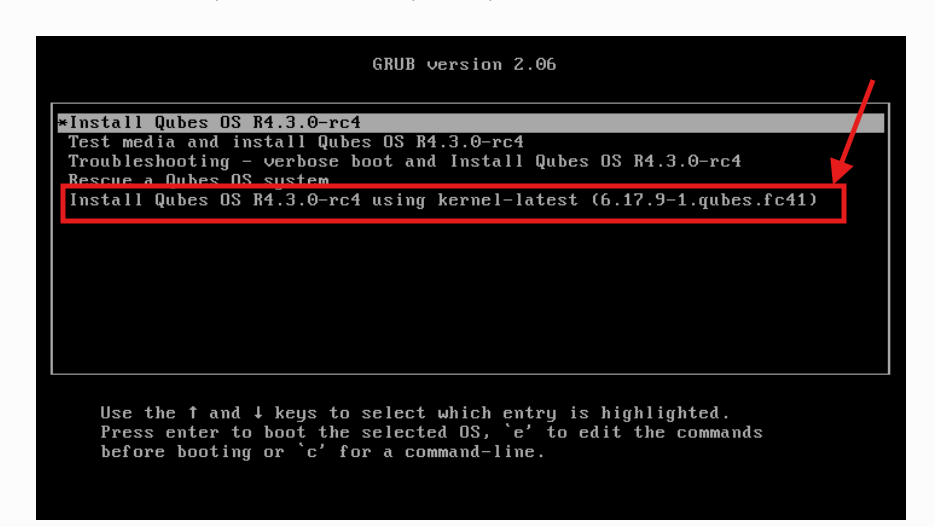 GRUB version 2.06
*Install Qubes OS R4.3.0-rc4
Test media and install Qubes OS R4.3.0-rc4
Troubleshooting - verbose boot and Install Qubes OS R4.3.0-rc4
Rescue a Qubes OS system
Install Qubes OS R4.3.0-rc4 using kernel-latest (6.17.9-1.qubes.fc41)
Use the ↑ and ↓ keys to select which entry is highlighted.
Press enter to boot the selected OS, `e' to edit the commands
before booting or `c' for a command-line.